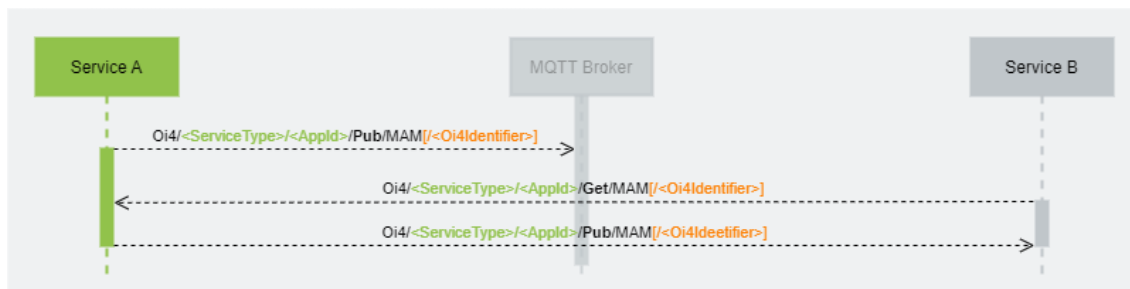 Service A
MQTT Broker
Service B
Oi4/<ServiceType>/<AppId>/Pub/MAM[/<Oi4Identifier>]
Oi4/<ServiceType>/<AppId>/Get/MAM[/<Oi4Identifier>]
Oi4/<ServiceType>/<AppId>/Pub/MAM[/<Oi4Ideetifier>]